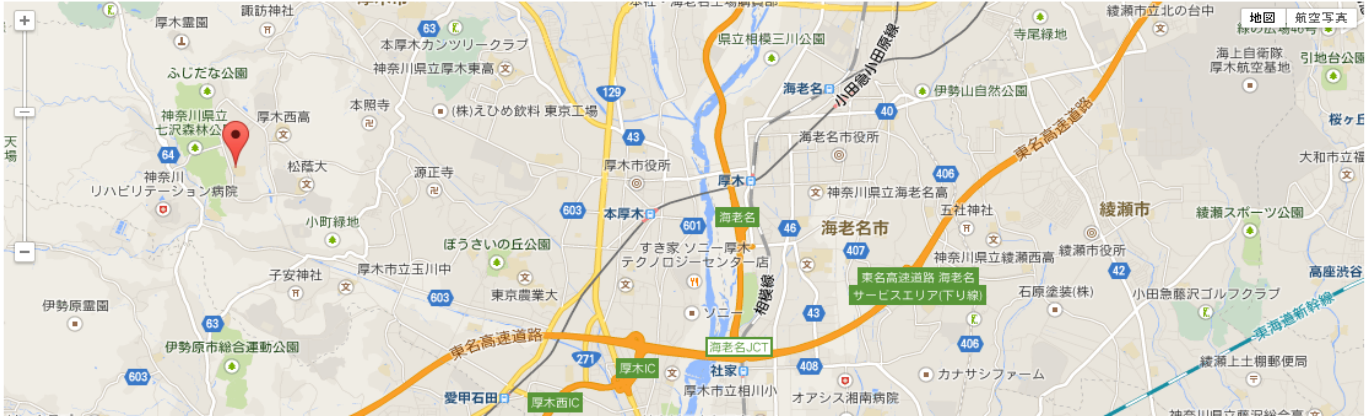 厚木霊園
諏訪神社
63
本厚木カンツリークラブ
神奈川県立厚木東高
ふじだな公園
本照寺
神奈川県立
七沢森林公
厚木西高
(株)えひめ飲料 東京工場
129
43
64
神奈川
リハビリテーション病院
松蔭大
源正寺
厚木市役所
小町緑地
603
本厚木
601
ぼうさいの丘公園
子安神社
厚木市立玉川中
東京農業大
603
伊勢原霊園
63
伊勢原市総合運動公園
東名高速道路
271
愛甲石田
厚木西IC
厚木IC
すき家 ソニー厚木
テクノロジーセンター店
ソニー
県立相模三川公園
海老名
小田急小田原線
40
伊勢山自然公園
海老名市役所
厚木
神奈川県立海老名高
406
海老名
46
海老名市
407
五社神社
神奈川県立綾瀬西高
東名高速道路 海老名
サービスエリア(下り線)
相模線
43
海老名JCT
社家
408
厚木市立相川小
オアシス湘南病院
カナサシファーム
406
石原塗装(株)
42
綾瀬市役所
綾瀬市
東名高速道路
寺尾緑地
綾瀬市立北の台中
地図
航空写真
海上自衛隊
厚木航空基地
引地台公園
桜ヶ丘
大和市立福
綾瀬スポーツ公園
高座渋谷
小田急藤沢ゴルフクラブ
東海道新幹線
綾瀬上土棚郵便局
天
場